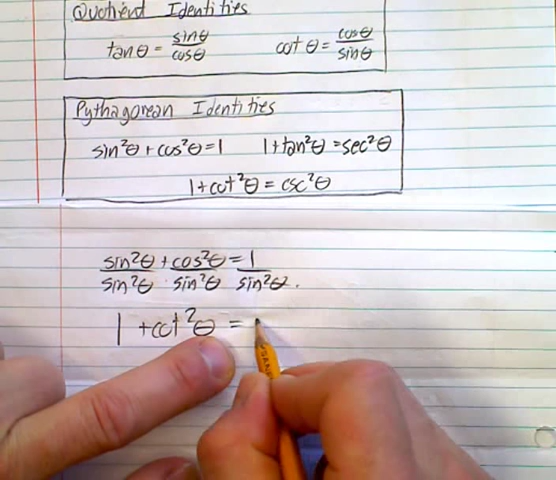 Quotient Identities
tanθ = sinθ/cosθ cotθ = cosθ/sinθ
Pythagorean Identities
sin²θ + cos²θ = 1 1 + tan²θ = sec²θ
1 + cot²θ = csc²θ
sin²θ/sin²θ + cos²θ/sin²θ = 1/sin²θ.
1 + cot²θ =